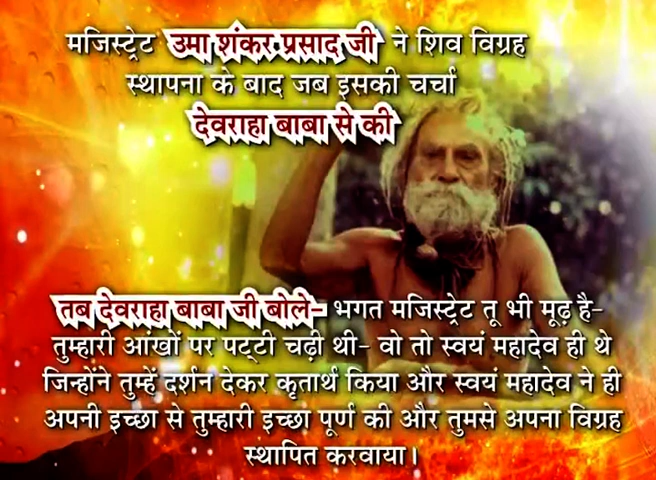 मजिस्ट्रेट उमा शंकर प्रसाद जी ने शिव विग्रह
स्थापना के बाद जब इसकी चर्चा
देवराहा बाबा से की
तब देवराहा बाबा जी बोले- भगत मजिस्ट्रेट तू भी मूढ़ है-
तुम्हारी आंखों पर पट्टी चढ़ी थी- वो तो स्वयं महादेव ही थे
जिन्होंने तुम्हें दर्शन देकर कृतार्थ किया और स्वयं महादेव ने ही
अपनी इच्छा से तुम्हारी इच्छा पूर्ण की और तुमसे अपना विग्रह
स्थापित करवाया।